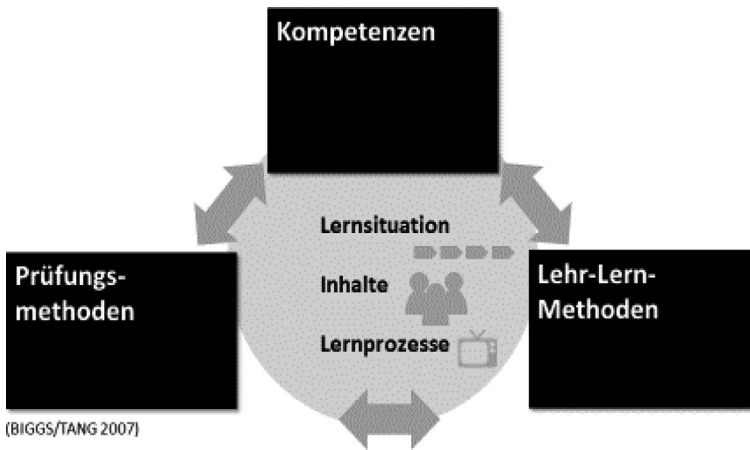 Kompetenzen
Lernsituation
Inhalte
Lernprozesse
Prüfungs-
methoden
Lehr-Lern-
Methoden
(BIGGS/TANG 2007)